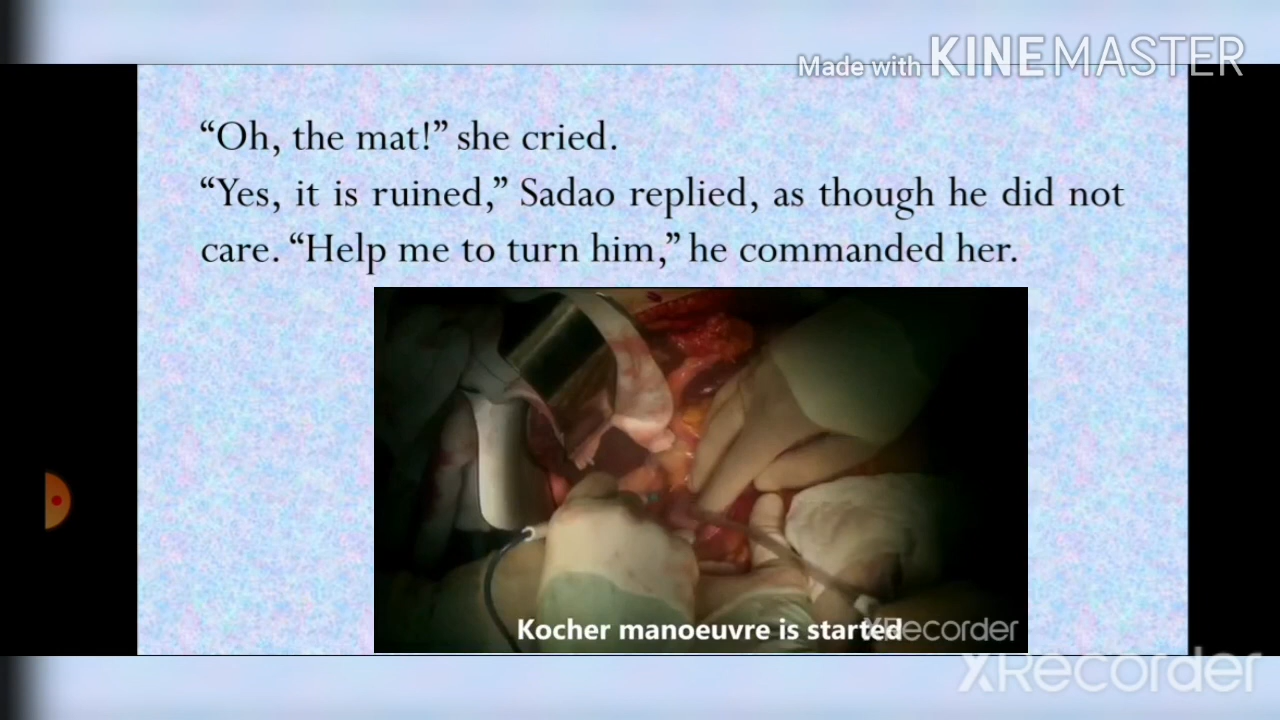 Made with KINEMASTER
“Oh, the mat!” she cried.
“Yes, it is ruined,” Sadao replied, as though he did not
care. “Help me to turn him,” he commanded her.
Kocher manoeuvre is started
XRecorder
XRecorder